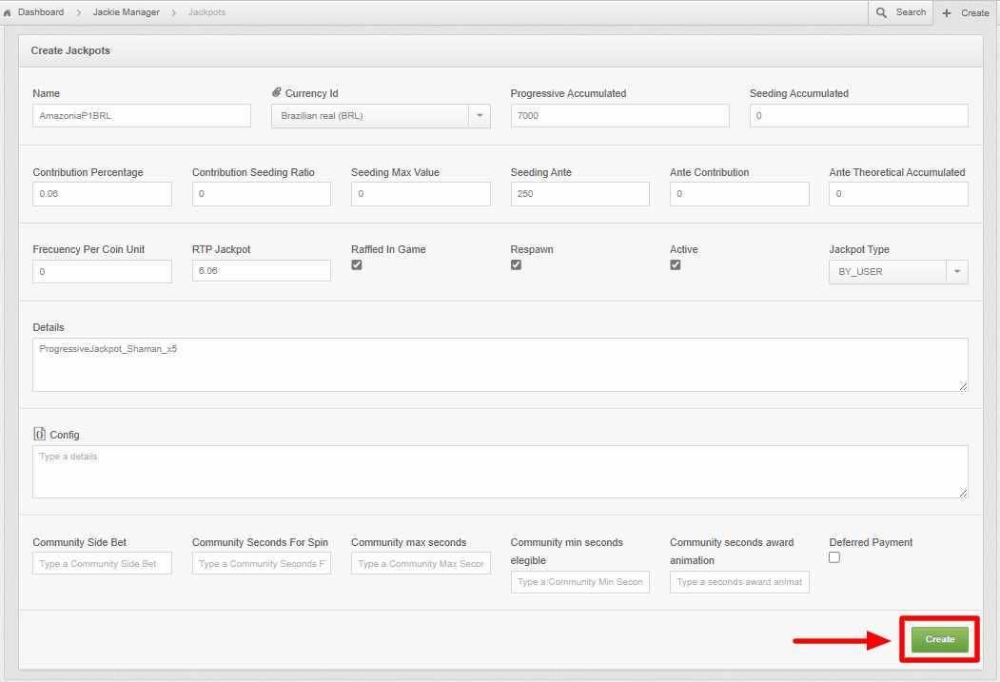 Dashboard Jackie Manager Jackpots Search + Create
Create Jackpots
Name Currency Id Progressive Accumulated Seeding Accumulated
AmazoniaP1BRL Brazilian real (BRL) 7000 0
Contribution Percentage Contribution Seeding Ratio Seeding Max Value Seeding Ante Ante Contribution Ante Theoretical Accumulated
0.06 0 0 250 0 0
Frecuency Per Coin Unit RTP Jackpot Raffled In Game Respawn Active Jackpot Type
0 6.06 BY_USER
Details
ProgressiveJackpot_Shaman_x5
{} Config
Type a details
Community Side Bet Community Seconds For Spin Community max seconds Community min seconds elegible Community seconds award animation Deferred Payment
Type a Community Side Bet Type a Community Seconds F Type a Community Max Secor Type a Community Min Secon Type a seconds award animat
Create